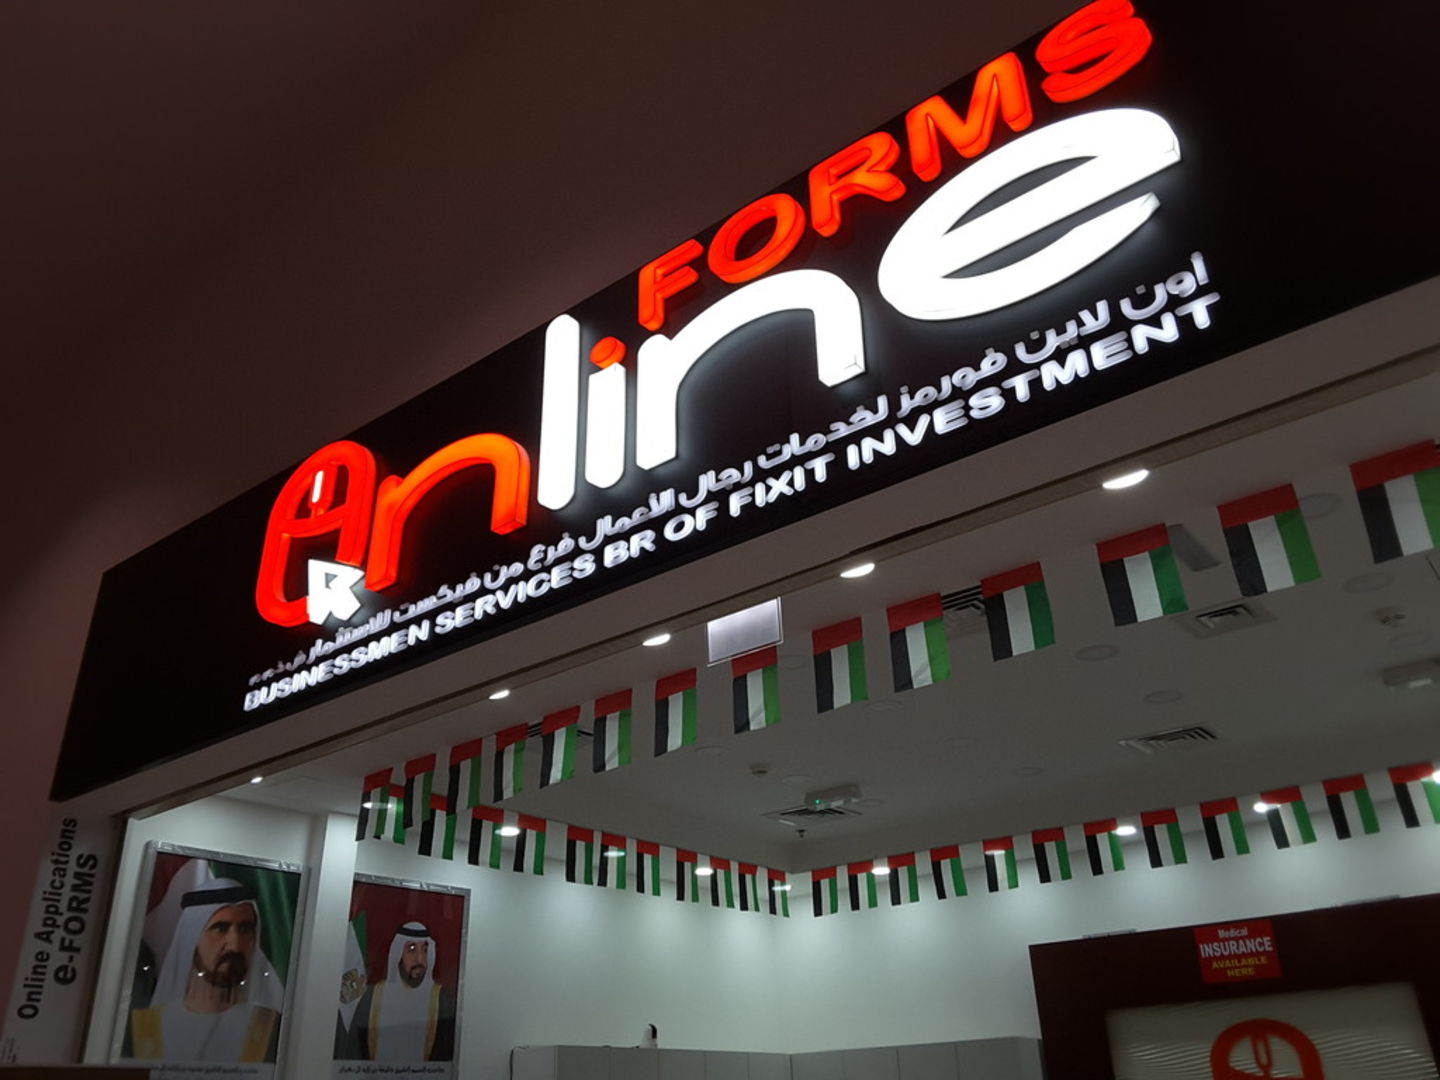 FORMS
Online
أون لاين فورمز لخدمات رجال الأعمال فرع من فيكست للاستثمار ش.ذ.م.م
BUSINESSMEN SERVICES BR OF FIXIT INVESTMENT
Online Applications
e-FORMS
Medical
INSURANCE
AVAILABLE
HERE